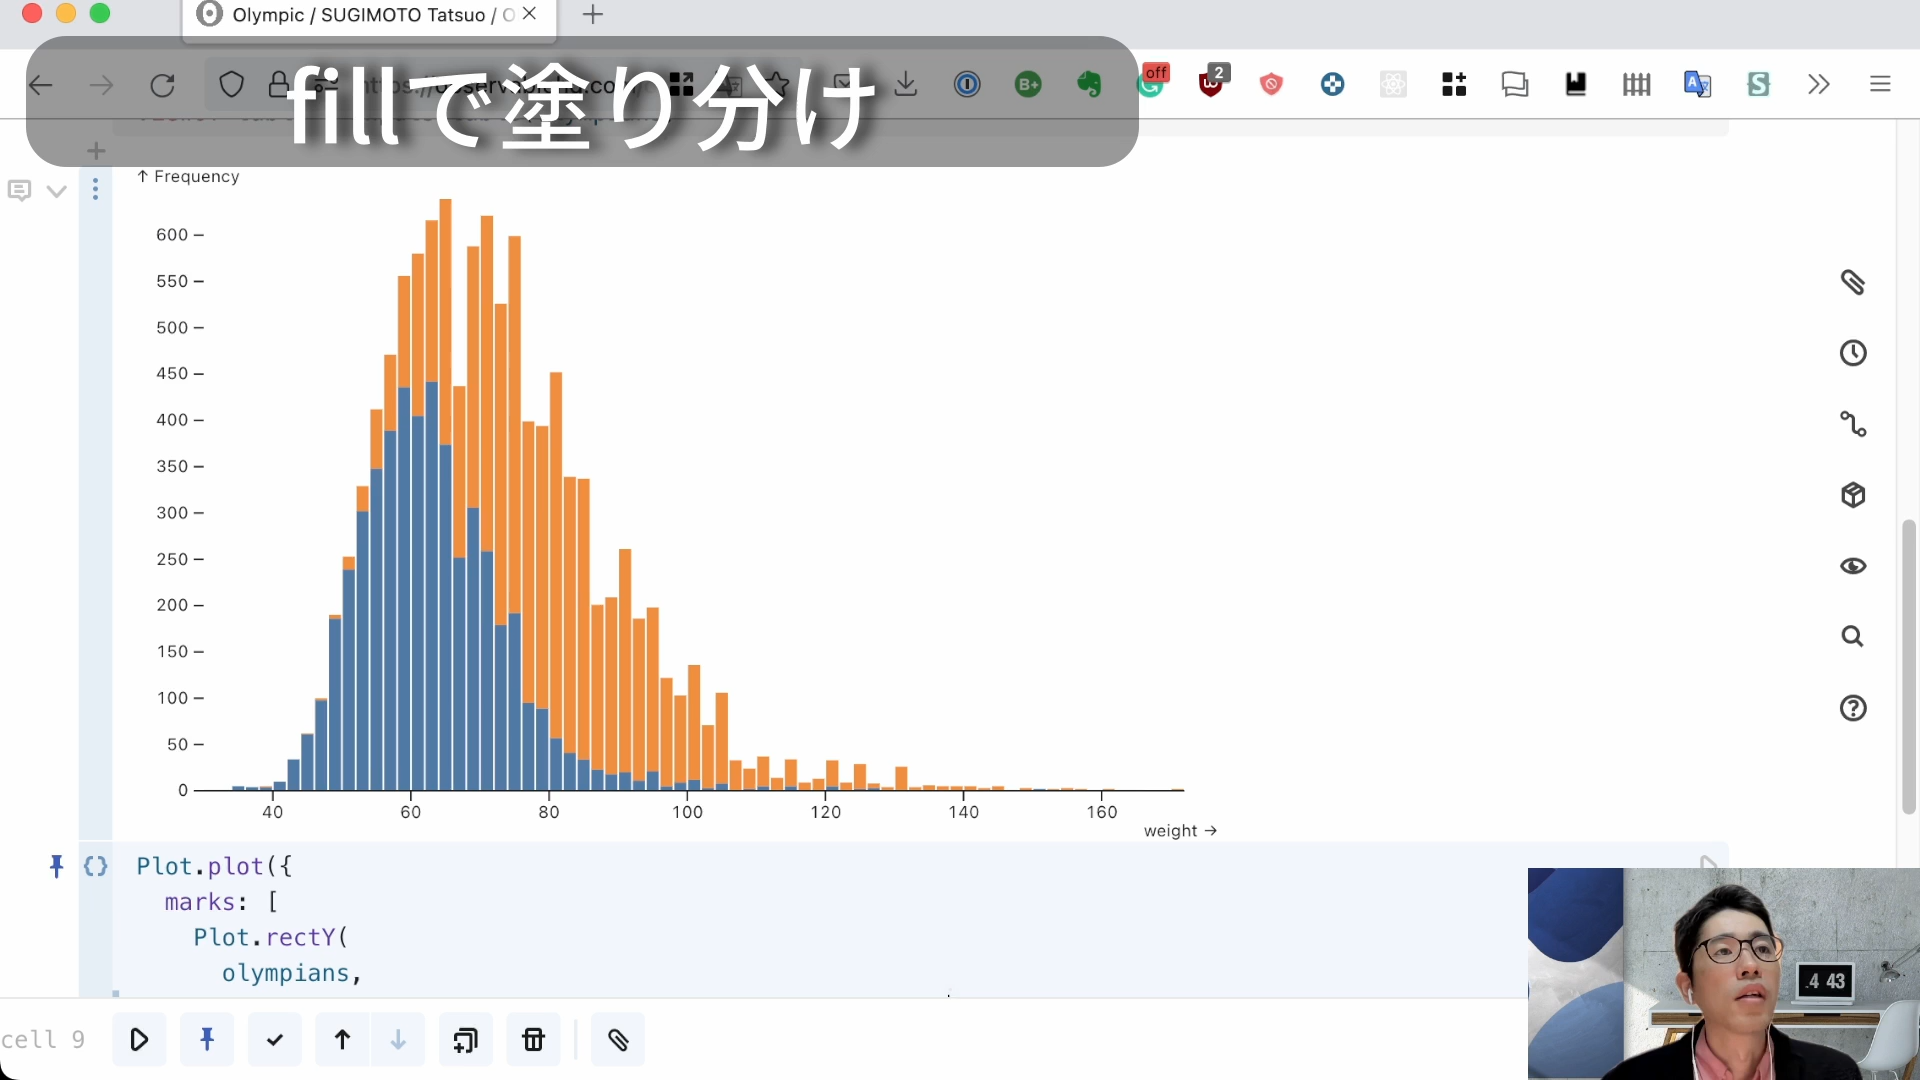 Olympic / SUGIMOTO Tatsuo / O
fillで塗り分け
off
2
↑ Frequency
600
550
500
450
400
350
300
250
200
150
100
50
0
40 60 80 100 120 140 160
weight →
Plot.plot({
marks: [
Plot.rectY(
olympians,
cell 9
4 43